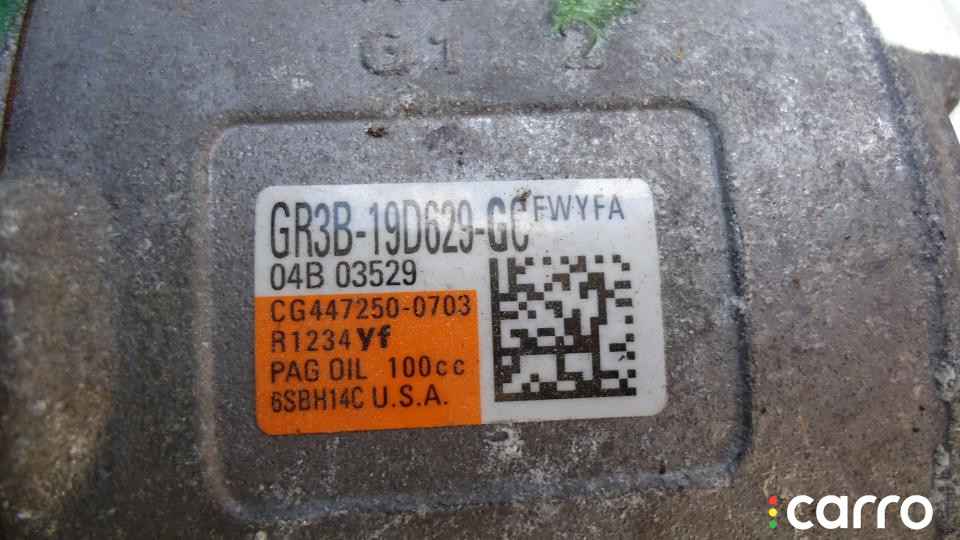 G1 2
GR3B-19D629-GC FWYFA
04B 03529
CG447250-0703
R1234yf
PAG OIL 100cc
6SBH14C U.S.A.
carro